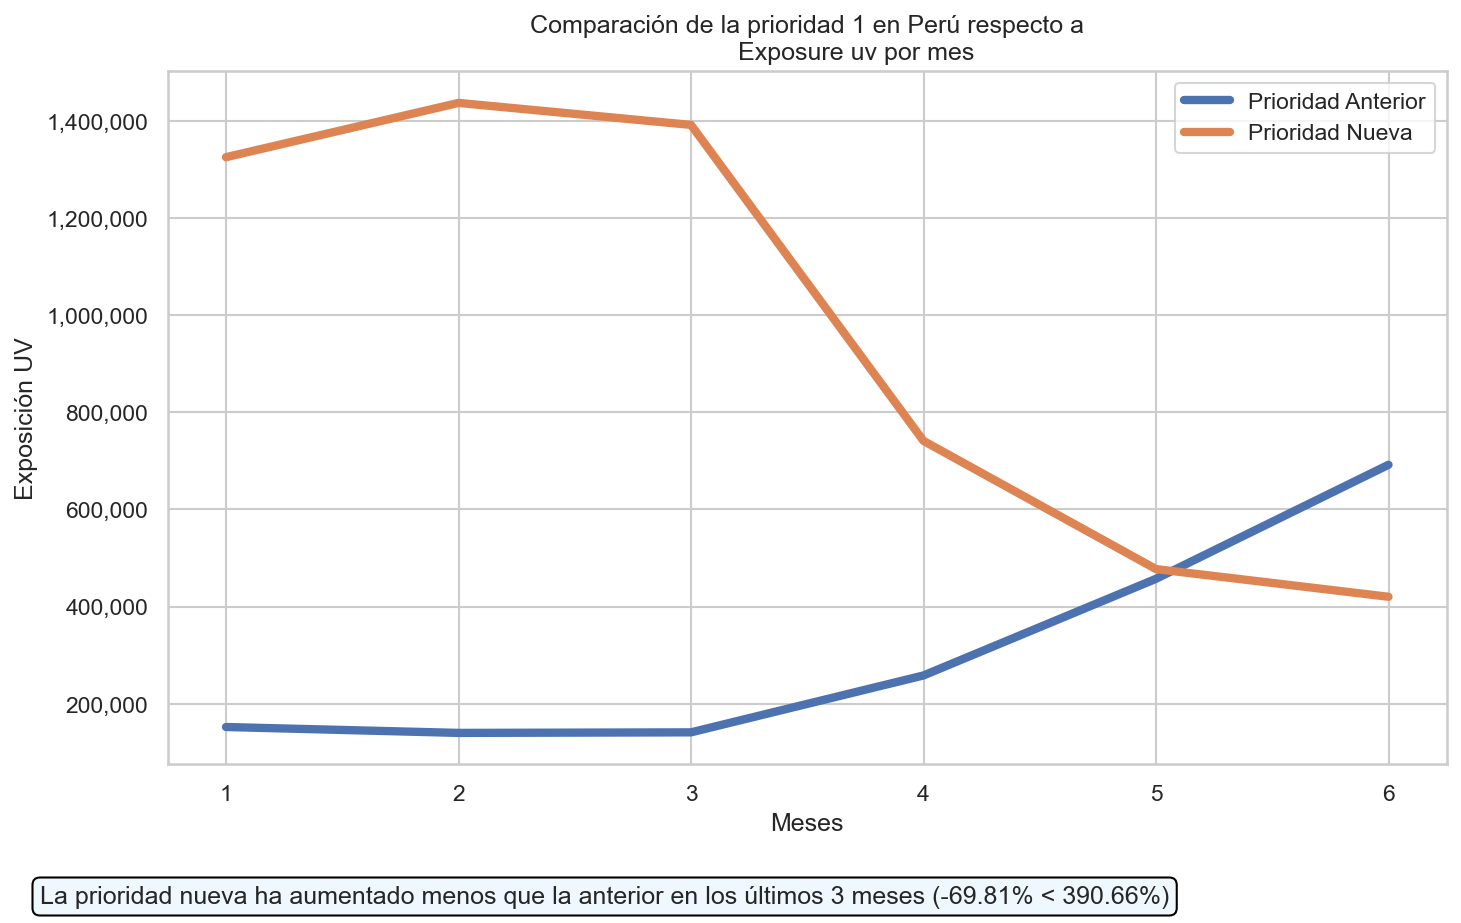 Comparación de la prioridad 1 en Perú respecto a
Exposure uv por mes
Prioridad Anterior
Prioridad Nueva
Exposición UV
1,400,000
1,200,000
1,000,000
800,000
600,000
400,000
200,000
1 2 3 4 5 6
Meses
La prioridad nueva ha aumentado menos que la anterior en los últimos 3 meses (-69.81% < 390.66%)